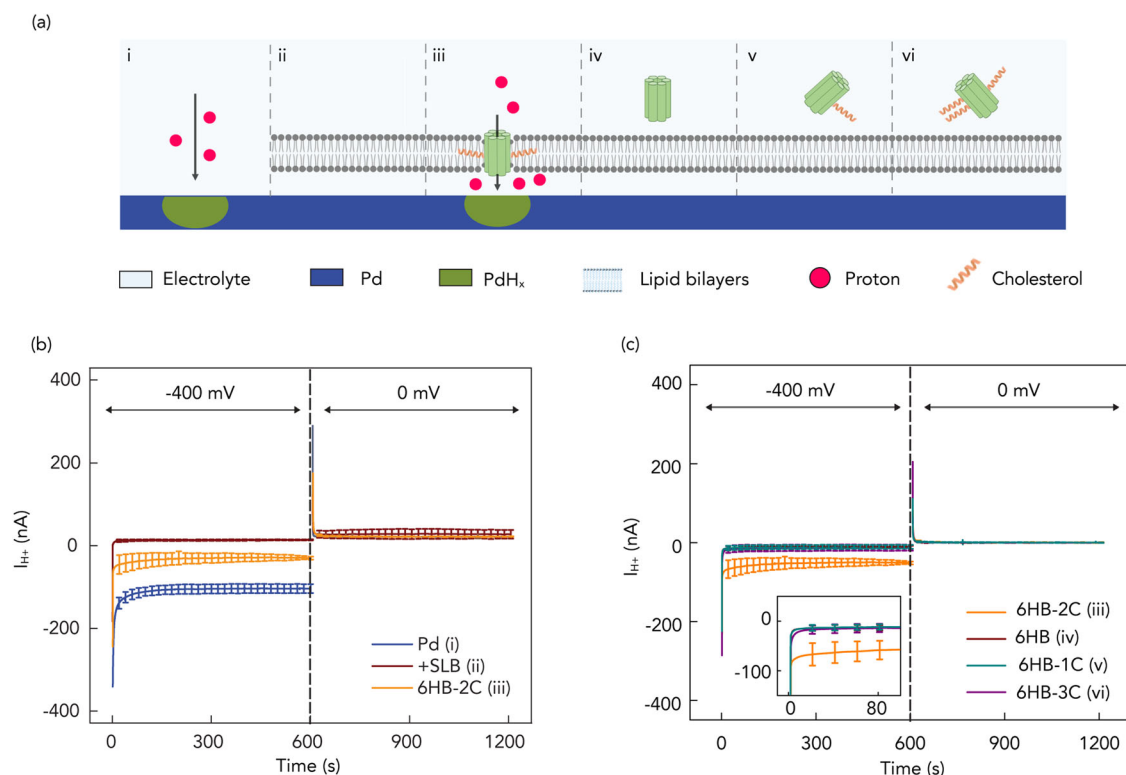 (a)
i ii iii iv v vi
Electrolyte Pd PdHₓ Lipid bilayers Proton Cholesterol
(b)
400
200
0
-200
-400
I_H+ (nA)
-400 mV 0 mV
Pd (i)
+SLB (ii)
6HB-2C (iii)
0 300 600 900 1200
Time (s)
(c)
400
200
0
-200
-400
I_H+ (nA)
-400 mV 0 mV
0
-100
0 80
6HB-2C (iii)
6HB (iv)
6HB-1C (v)
6HB-3C (vi)
0 300 600 900 1200
Time (s)